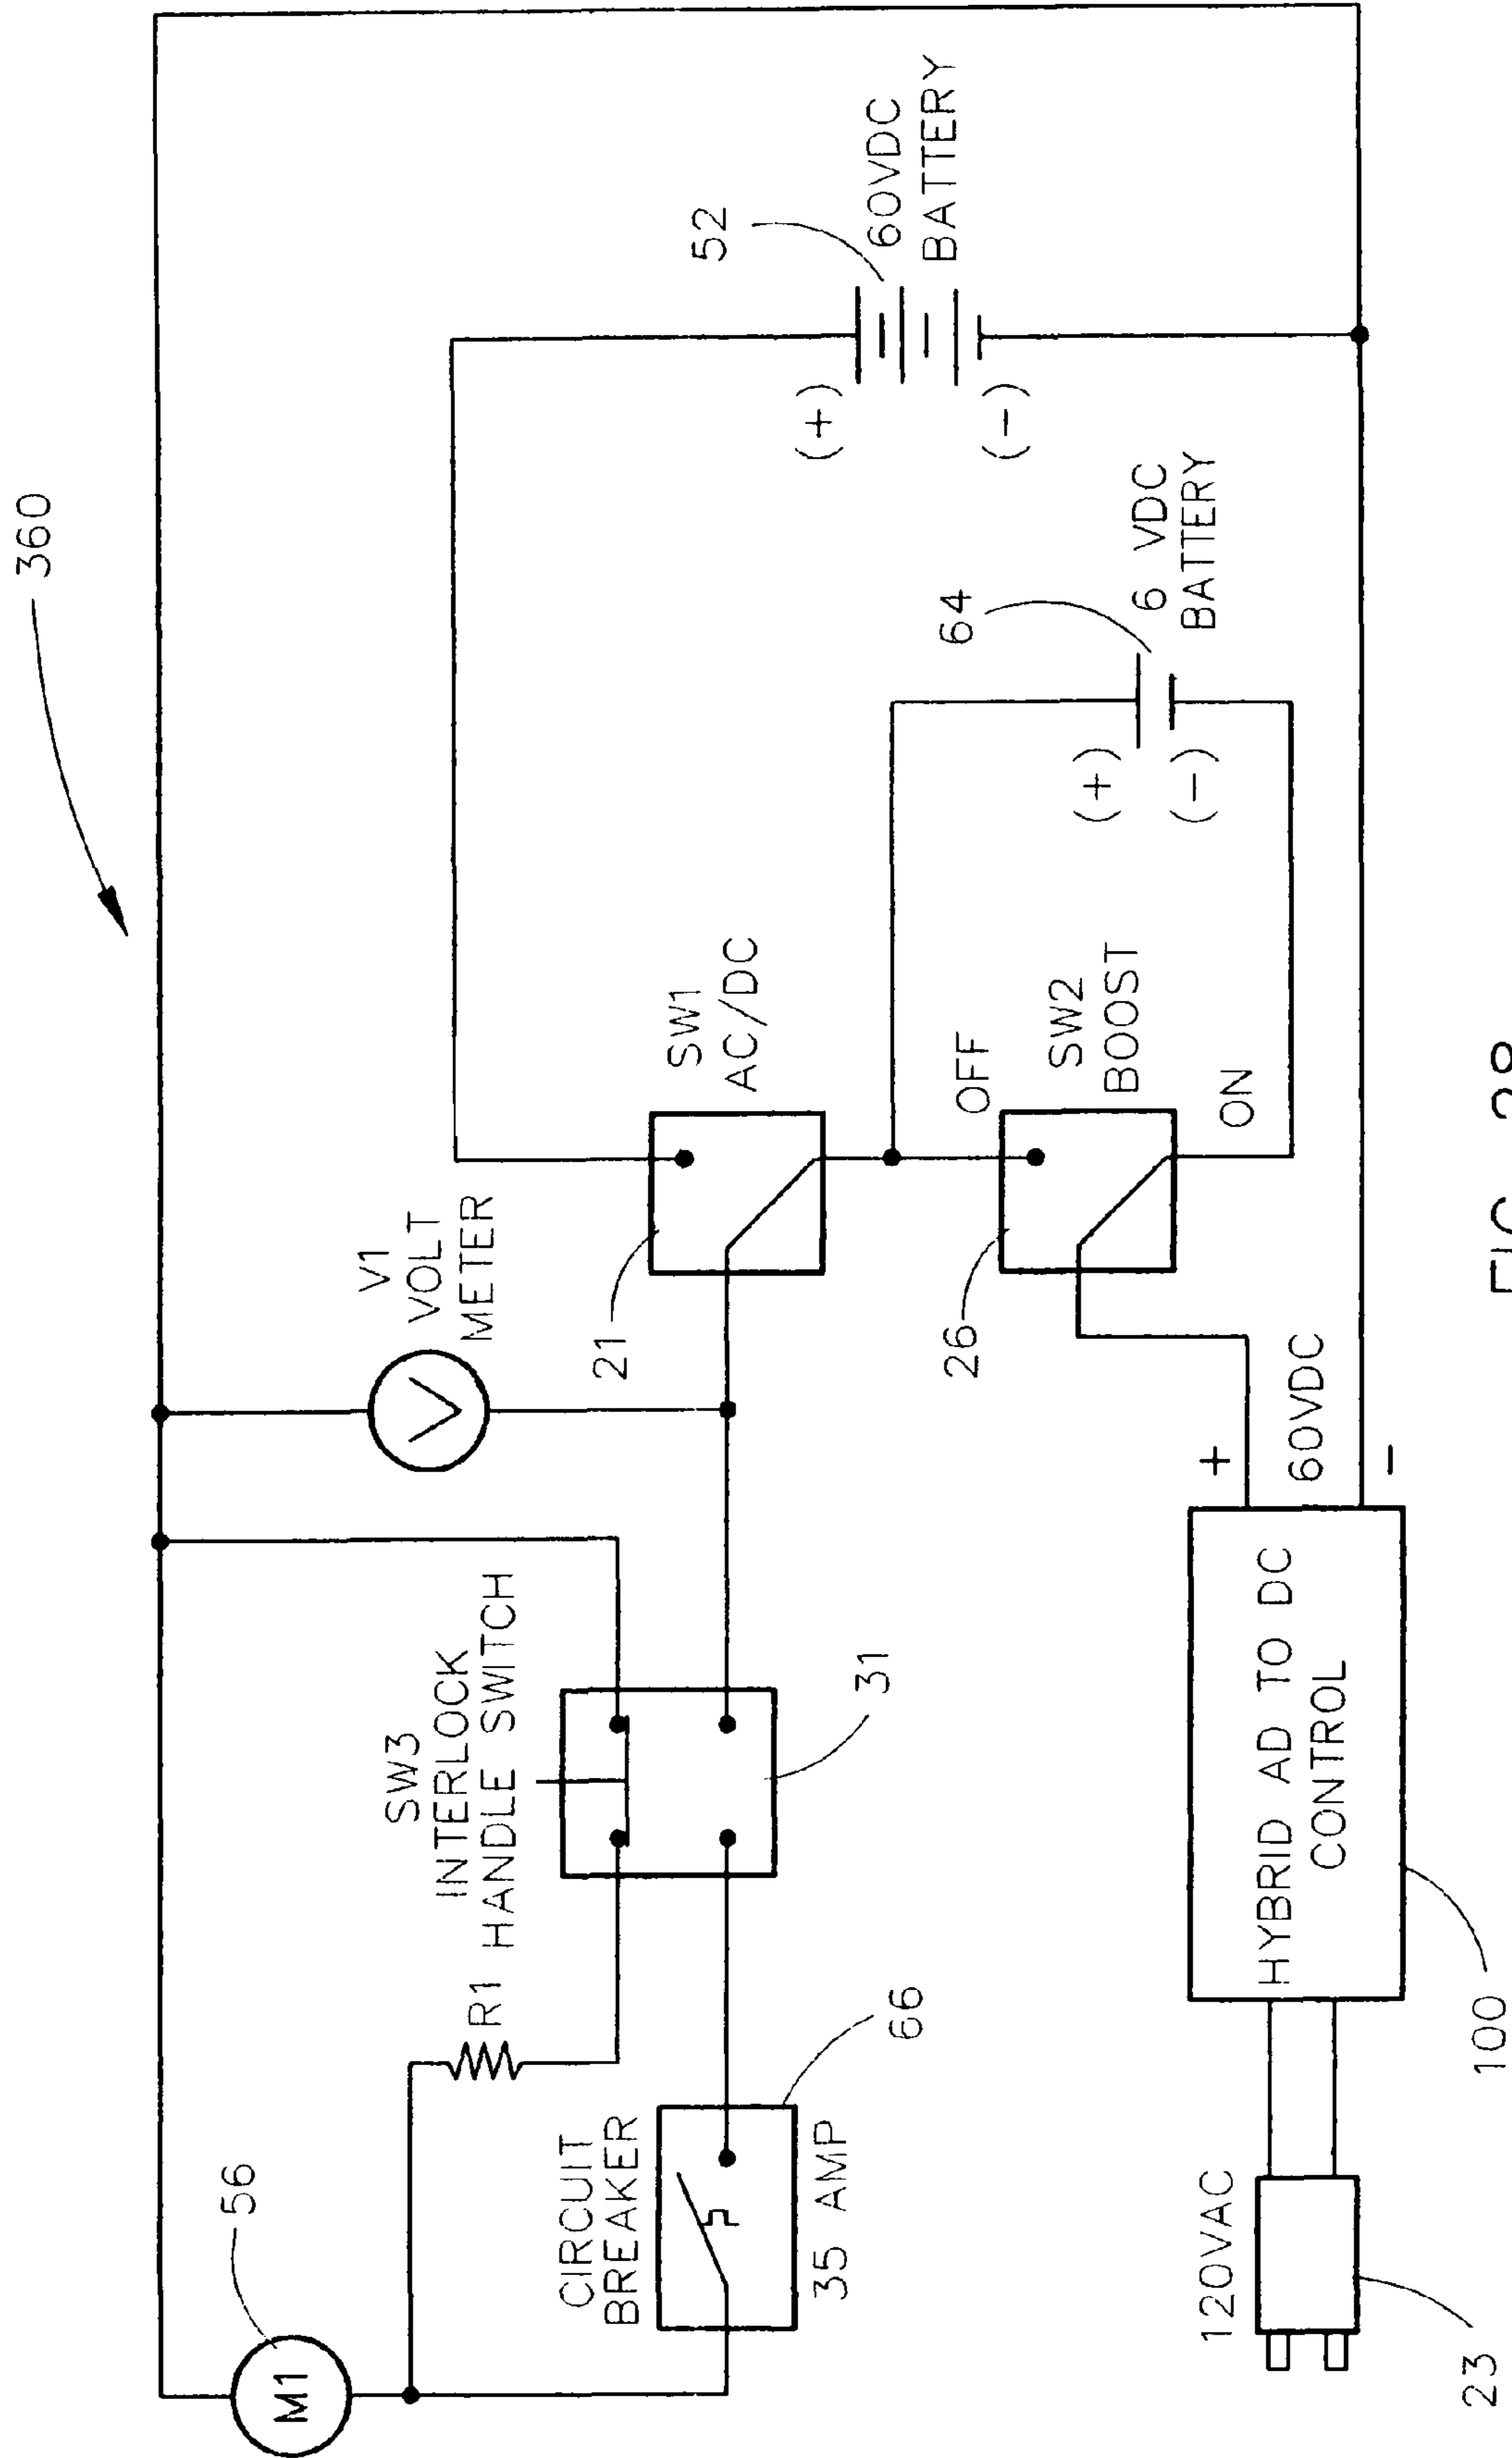 360
56
M1
V1
VOLT
METER
SW3
INTERLOCK
HANDLE SWITCH
R1
CIRCUIT
BREAKER
35 AMP
66
31
21
SW1
AC/DC
52
60VDC
BATTERY
(+)
(-)
26
OFF
SW2
BOOST
ON
64
6 VDC
BATTERY
(+)
(-)
120VAC
23
HYBRID AD TO DC
CONTROL
100
+
60VDC
-